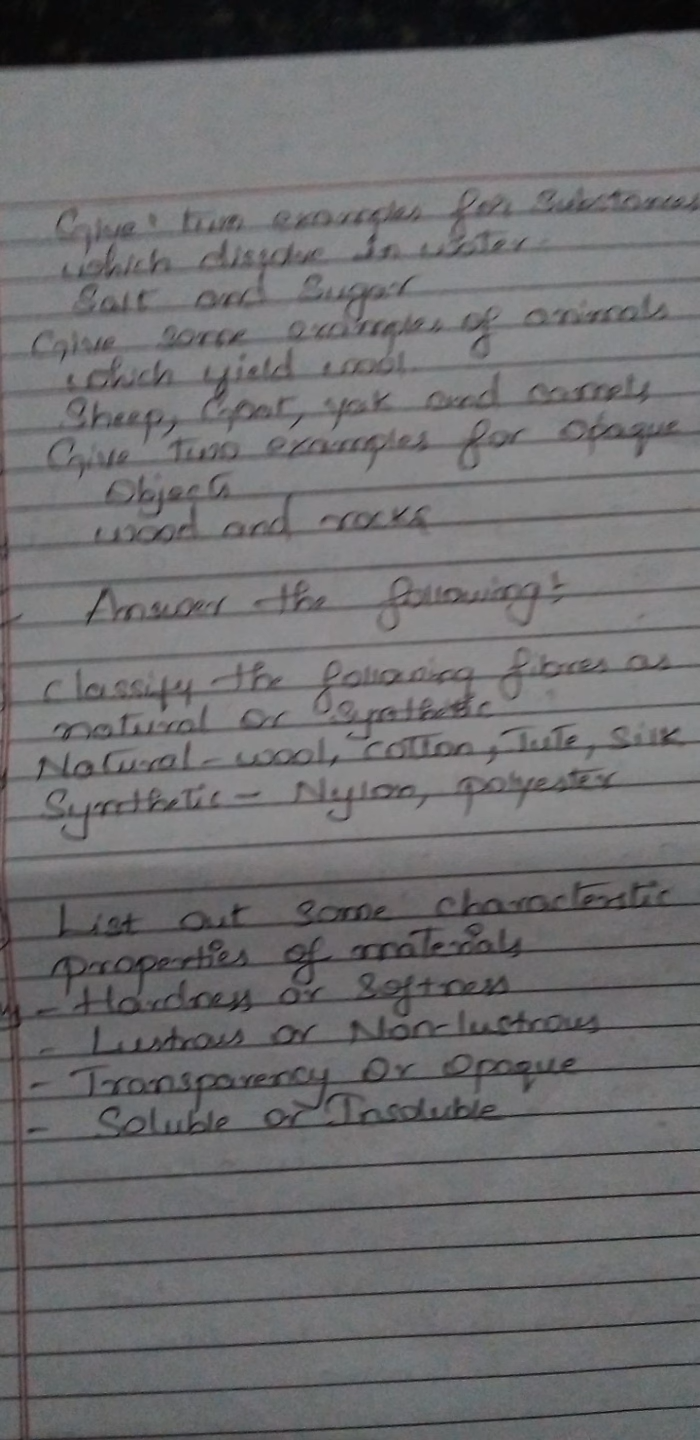 Give two examples for Substances
which disolve in water.
Salt and Sugar
Give some examples of animals
which yield wool.
Sheep, Goat, yak and camels
Give two examples for opaque
Objects
wood and rocks
Answer the following:
Classify the following fibres as
natural or Synthetic
Natural - wool, cotton, Jute, silk
Synthetic - Nylon, polyester
List out some characteristic
properties of materials
- Hardness or Softness
- Lustrous or Non-lustrous
- Transparency or Opaque
- Soluble or Insoluble